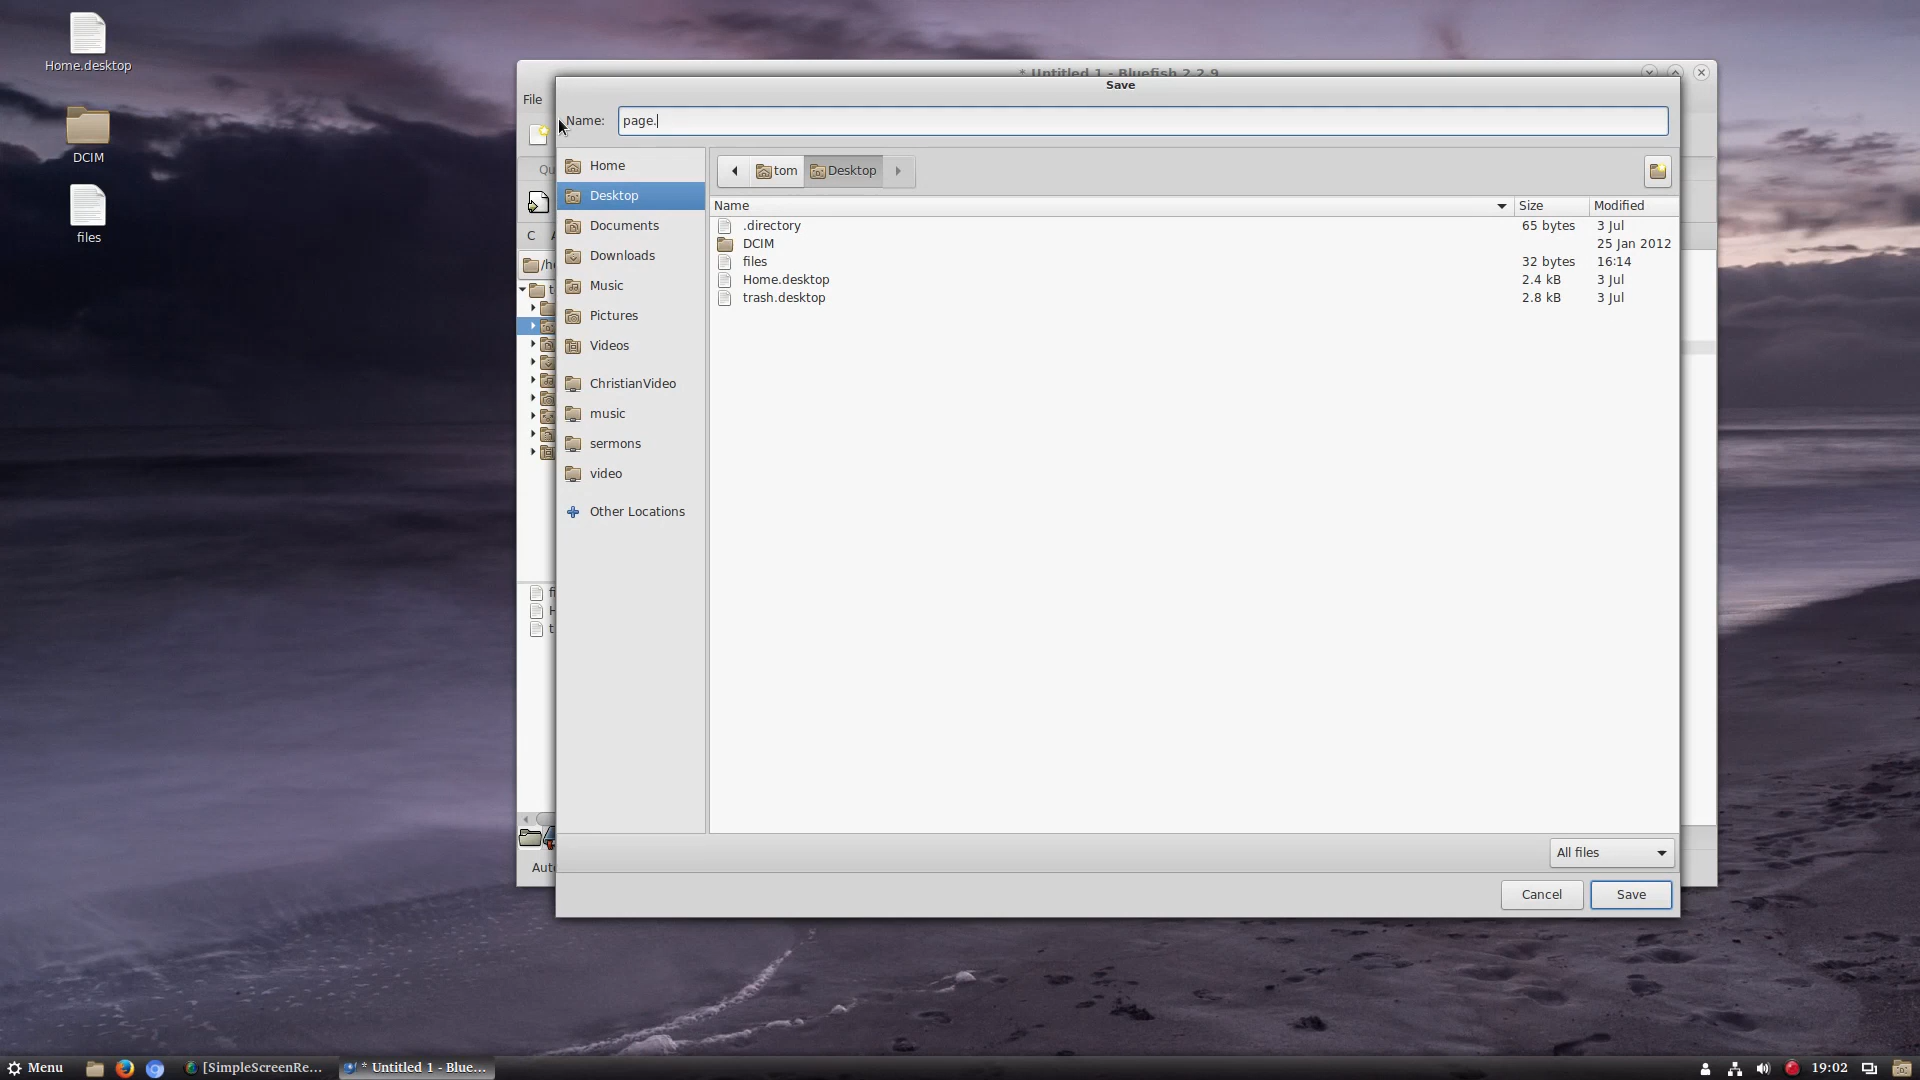 Home.desktop
DCIM
files
* Untitled 1 - Bluefish 2.2.9
Save
File
Name: page.
Qu
C
/h
t
Home
Desktop
Documents
Downloads
Music
Pictures
Videos
ChristianVideo
music
sermons
video
Other Locations
tom
Desktop
Name Size Modified
.directory 65 bytes 3 Jul
DCIM 25 Jan 2012
files 32 bytes 16:14
Home.desktop 2.4 kB 3 Jul
trash.desktop 2.8 kB 3 Jul
H
t
All files
Auto
Cancel Save
Menu
[SimpleScreenRe...
* Untitled 1 - Blue...
19:02